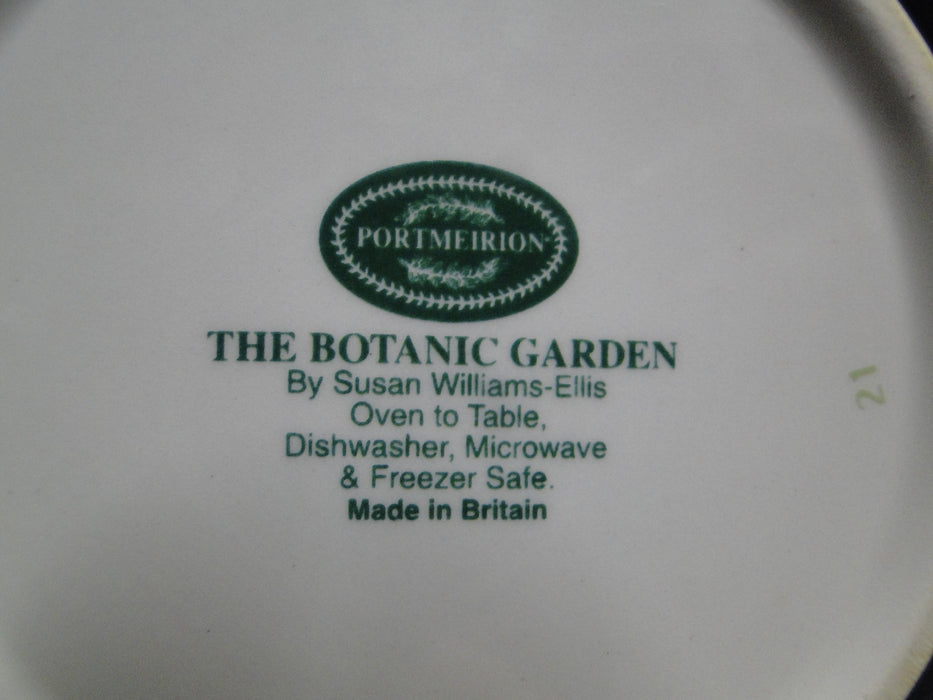 PORTMEIRION
THE BOTANIC GARDEN
By Susan Williams-Ellis
Oven to Table,
Dishwasher, Microwave
& Freezer Safe.
Made in Britain
21